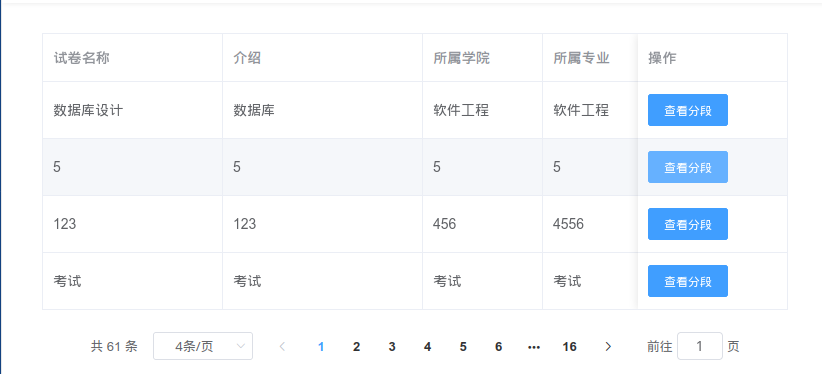 试卷名称 介绍 所属学院 所属专业 操作
数据库设计 数据库 软件工程 软件工程 查看分段
5 5 5 5 查看分段
123 123 456 4556 查看分段
考试 考试 考试 考试 查看分段
共 61 条 4条/页 1 2 3 4 5 6 ••• 16 前往 1 页